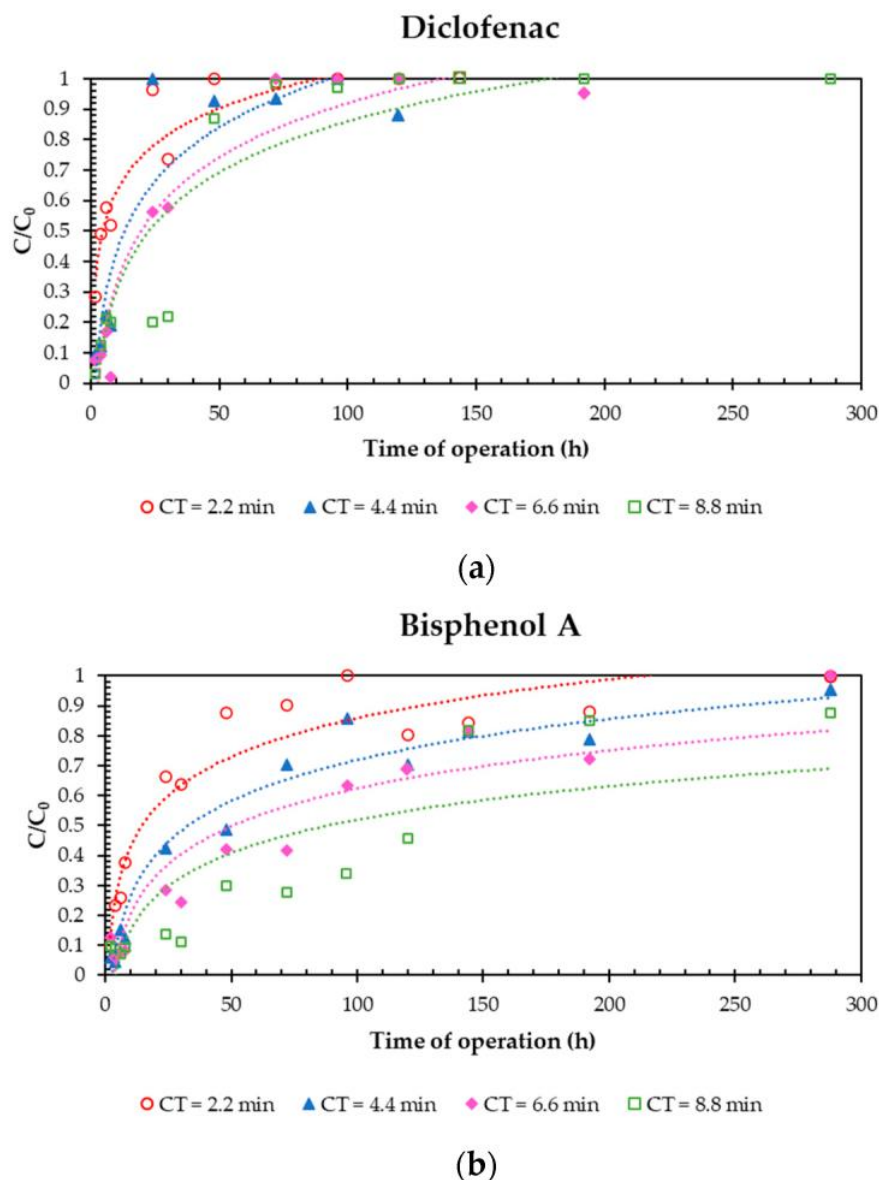 Diclofenac
1
0.9
0.8
0.7
0.6
0.5
0.4
0.3
0.2
0.1
0
C/C₀
0 50 100 150 200 250 300
Time of operation (h)
CT = 2.2 min CT = 4.4 min CT = 6.6 min CT = 8.8 min
(a)
Bisphenol A
1
0.9
0.8
0.7
0.6
0.5
0.4
0.3
0.2
0.1
0
C/C₀
0 50 100 150 200 250 300
Time of operation (h)
CT = 2.2 min CT = 4.4 min CT = 6.6 min CT = 8.8 min
(b)